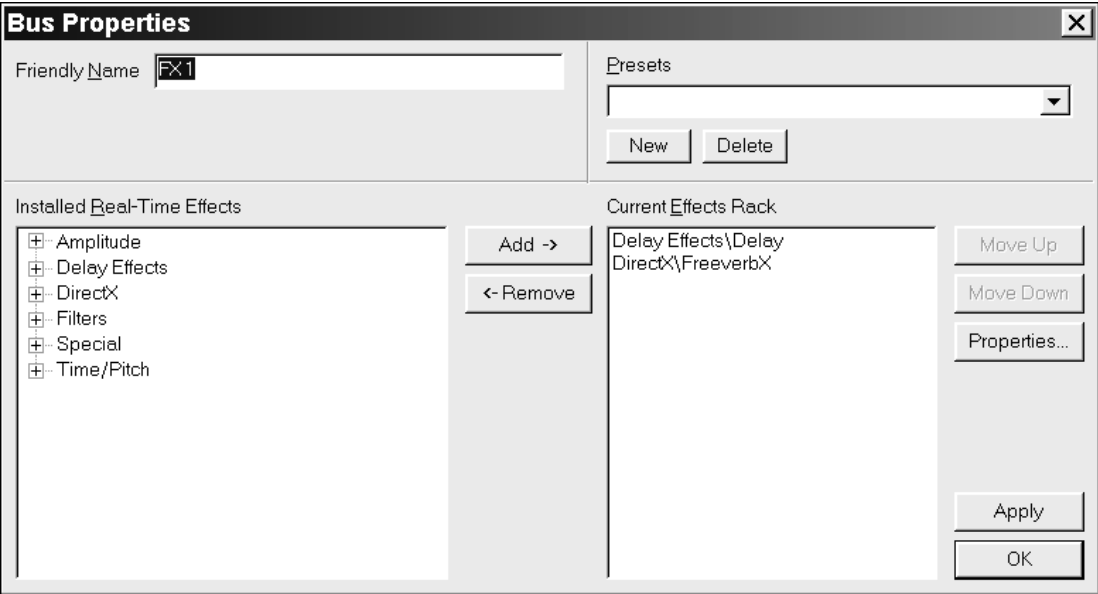 Bus Properties
Friendly Name FX1
Presets
New Delete
Installed Real-Time Effects
Amplitude
Delay Effects
DirectX
Filters
Special
Time/Pitch
Add ->
<- Remove
Current Effects Rack
Delay Effects\Delay
DirectX\FreeverbX
Move Up
Move Down
Properties...
Apply
OK